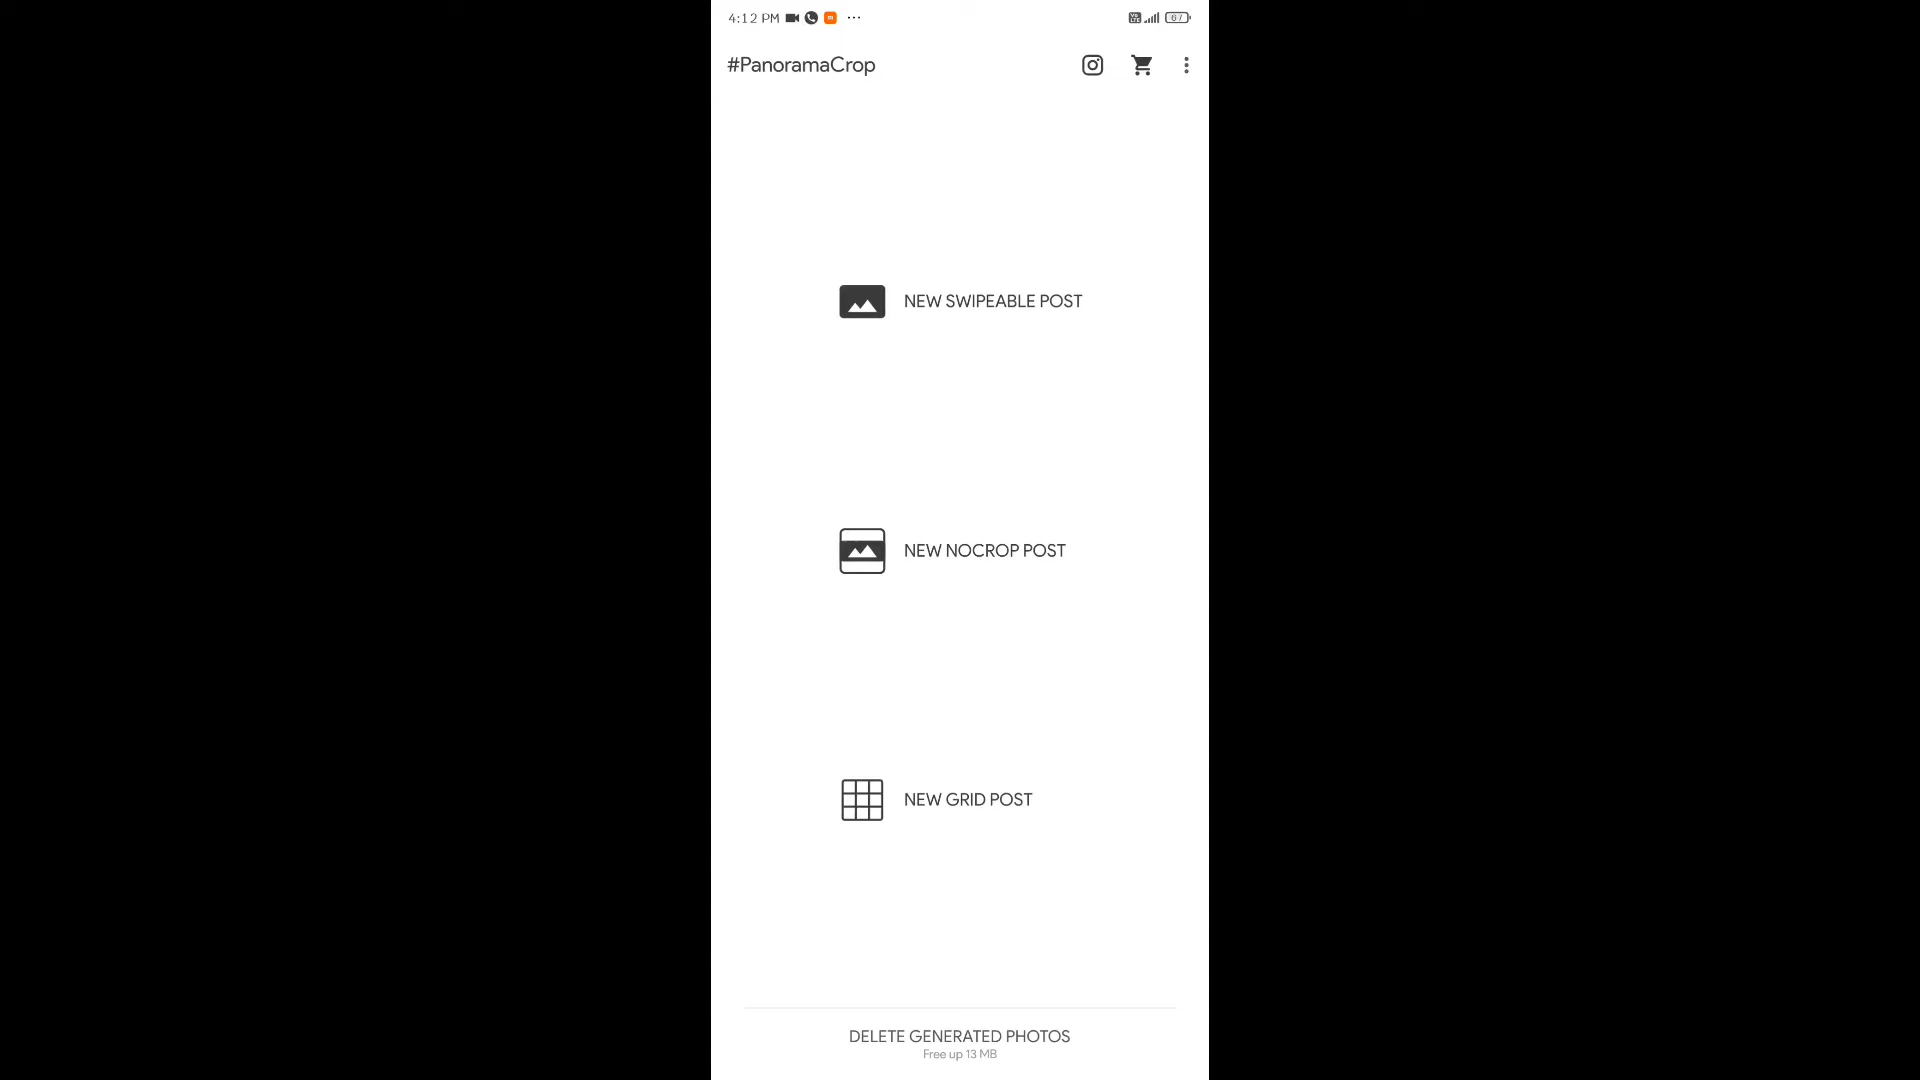 4:12 PM
#PanoramaCrop
NEW SWIPEABLE POST
NEW NOCROP POST
NEW GRID POST
DELETE GENERATED PHOTOS
Free up 13 MB